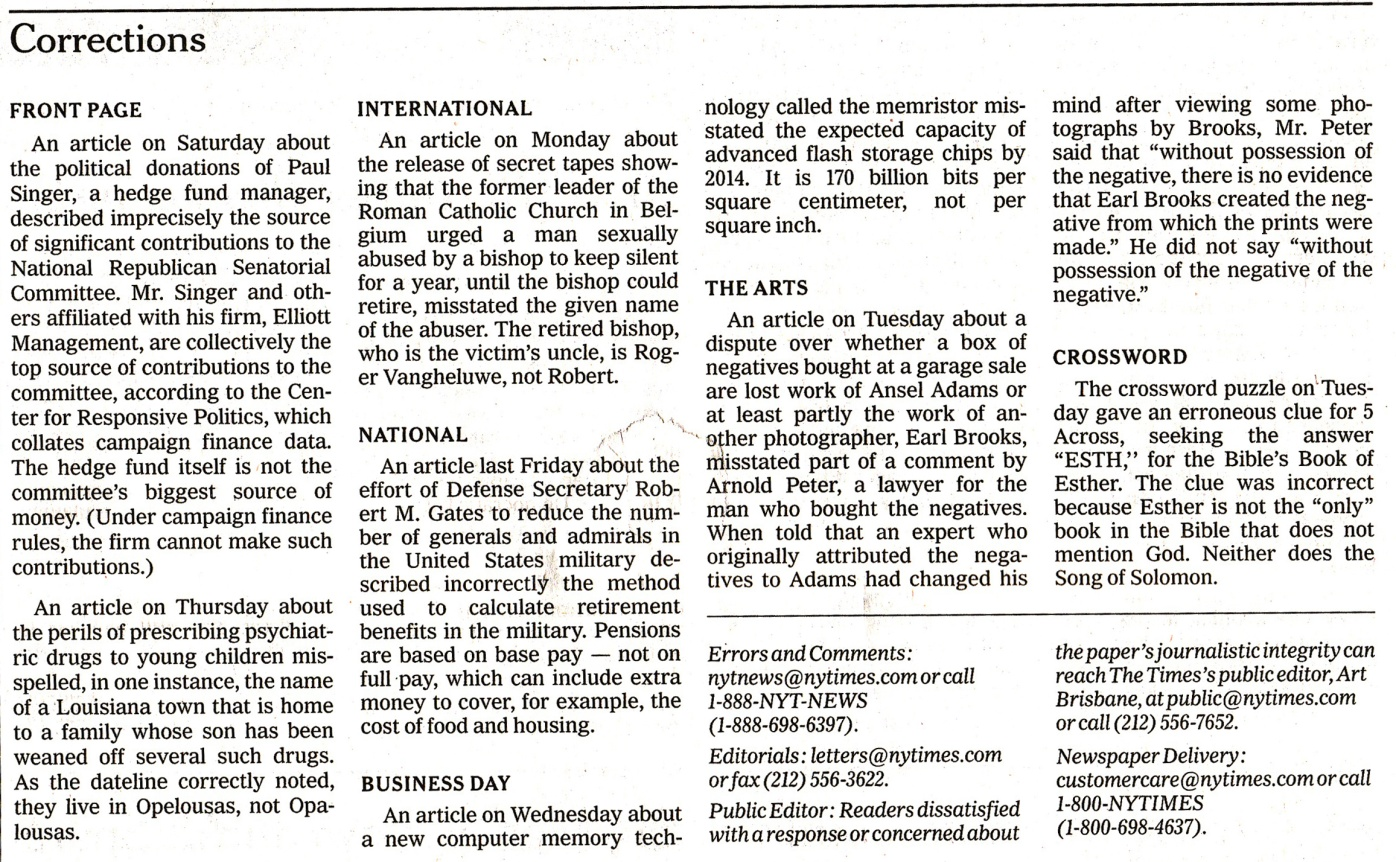 Corrections
FRONT PAGE
An article on Saturday about
the political donations of Paul
Singer, a hedge fund manager,
described imprecisely the source
of significant contributions to the
National Republican Senatorial
Committee. Mr. Singer and oth-
ers affiliated with his firm, Elliott
Management, are collectively the
top source of contributions to the
committee, according to the Cen-
ter for Responsive Politics, which
collates campaign finance data.
The hedge fund itself is not the
committee's biggest source of
money. (Under campaign finance
rules, the firm cannot make such
contributions.)
An article on Thursday about
the perils of prescribing psychiat-
ric drugs to young children mis-
spelled, in one instance, the name
of a Louisiana town that is home
to a family whose son has been
weaned off several such drugs.
As the dateline correctly noted,
they live in Opelousas, not Opa-
lousas.
INTERNATIONAL
An article on Monday about
the release of secret tapes show-
ing that the former leader of the
Roman Catholic Church in Bel-
gium urged a man sexually
abused by a bishop to keep silent
for a year, until the bishop could
retire, misstated the given name
of the abuser. The retired bishop,
who is the victim's uncle, is Rog-
er Vangheluwe, not Robert.
NATIONAL
An article last Friday about the
effort of Defense Secretary Rob-
ert M. Gates to reduce the num-
ber of generals and admirals in
the United States military de-
scribed incorrectly the method
used to calculate retirement
benefits in the military. Pensions
are based on base pay — not on
full pay, which can include extra
money to cover, for example, the
cost of food and housing.
BUSINESS DAY
An article on Wednesday about
a new computer memory tech-
nology called the memristor mis-
stated the expected capacity of
advanced flash storage chips by
2014. It is 170 billion bits per
square centimeter, not per
square inch.
THE ARTS
An article on Tuesday about a
dispute over whether a box of
negatives bought at a garage sale
are lost work of Ansel Adams or
at least partly the work of an-
other photographer, Earl Brooks,
misstated part of a comment by
Arnold Peter, a lawyer for the
man who bought the negatives.
When told that an expert who
originally attributed the nega-
tives to Adams had changed his
mind after viewing some pho-
tographs by Brooks, Mr. Peter
said that "without possession of
the negative, there is no evidence
that Earl Brooks created the neg-
ative from which the prints were
made." He did not say "without
possession of the negative of the
negative."
CROSSWORD
The crossword puzzle on Tues-
day gave an erroneous clue for 5
Across, seeking the answer
"ESTH," for the Bible's Book of
Esther. The clue was incorrect
because Esther is not the "only"
book in the Bible that does not
mention God. Neither does the
Song of Solomon.
Errors and Comments:
nytnews@nytimes.com or call
1-888-NYT-NEWS
(1-888-698-6397).
Editorials: letters@nytimes.com
or fax (212) 556-3622.
Public Editor: Readers dissatisfied
with a response or concerned about
the paper's journalistic integrity can
reach The Times's public editor, Art
Brisbane, at public@nytimes.com
or call (212) 556-7652.
Newspaper Delivery:
customercare@nytimes.com or call
1-800-NYTIMES
(1-800-698-4637).